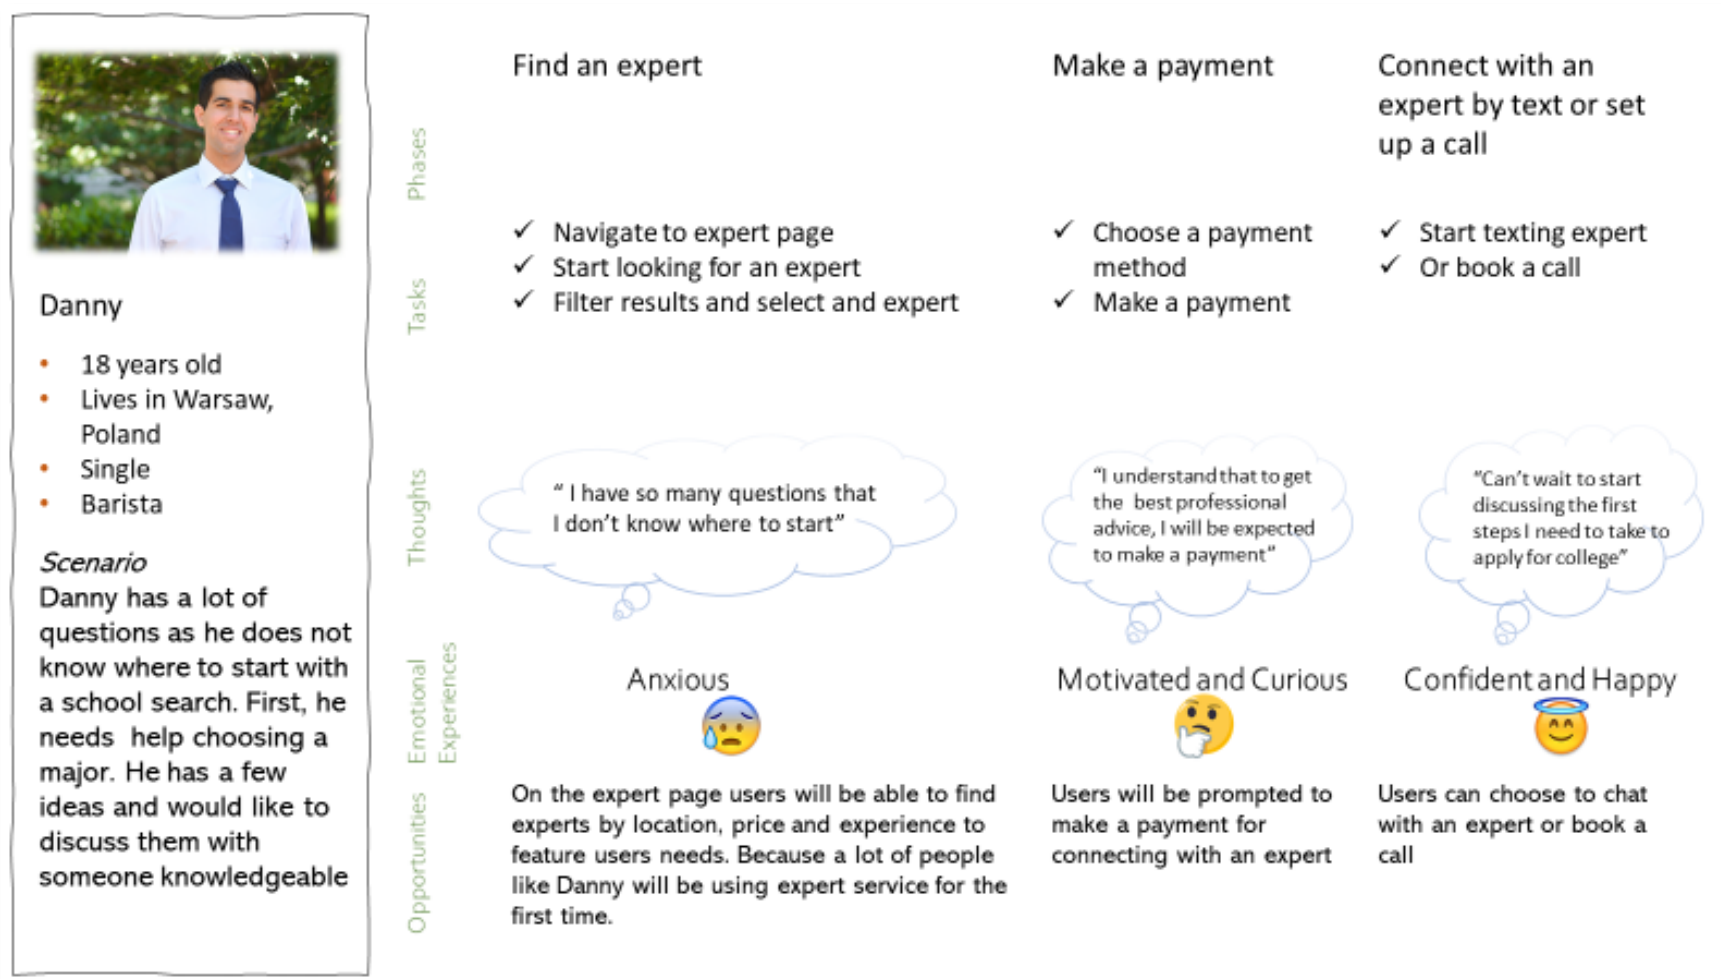 Danny
• 18 years old
• Lives in Warsaw,
Poland
• Single
• Barista
Scenario
Danny has a lot of
questions as he does not
know where to start with
a school search. First, he
needs help choosing a
major. He has a few
ideas and would like to
discuss them with
someone knowledgeable
Phases
Find an expert
Make a payment
Connect with an
expert by text or set
up a call
Tasks
✓ Navigate to expert page
✓ Start looking for an expert
✓ Filter results and select and expert
✓ Choose a payment
method
✓ Make a payment
✓ Start texting expert
✓ Or book a call
Thoughts
“ I have so many questions that
I don’t know where to start”
“I understand that to get
the best professional
advice, I will be expected
to make a payment”
“Can’t wait to start
discussing the first
steps I need to take to
apply for college”
Emotional
Experiences
Anxious
Motivated and Curious
Confident and Happy
Opportunities
On the expert page users will be able to find
experts by location, price and experience to
feature users needs. Because a lot of people
like Danny will be using expert service for the
first time.
Users will be prompted to
make a payment for
connecting with an expert
Users can choose to chat
with an expert or book a
call